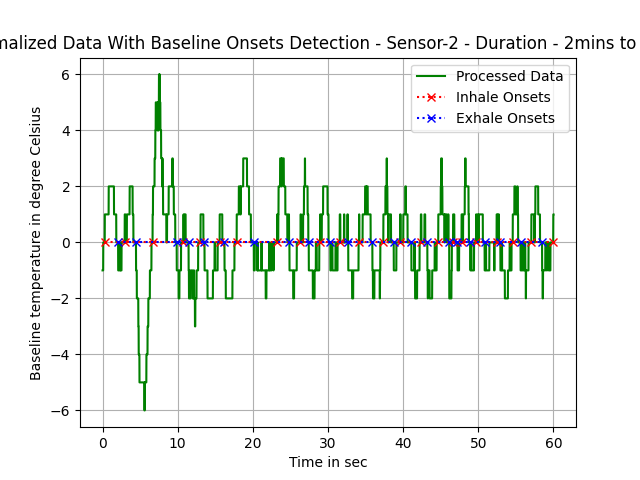 Data With Baseline Onsets Detection - Sensor-2 - Duration - 2mins to
Processed Data
Inhale Onsets
Exhale Onsets
Baseline temperature in degree Celsius
6
4
2
0
−2
−4
−6
0 10 20 30 40 50 60
Time in sec